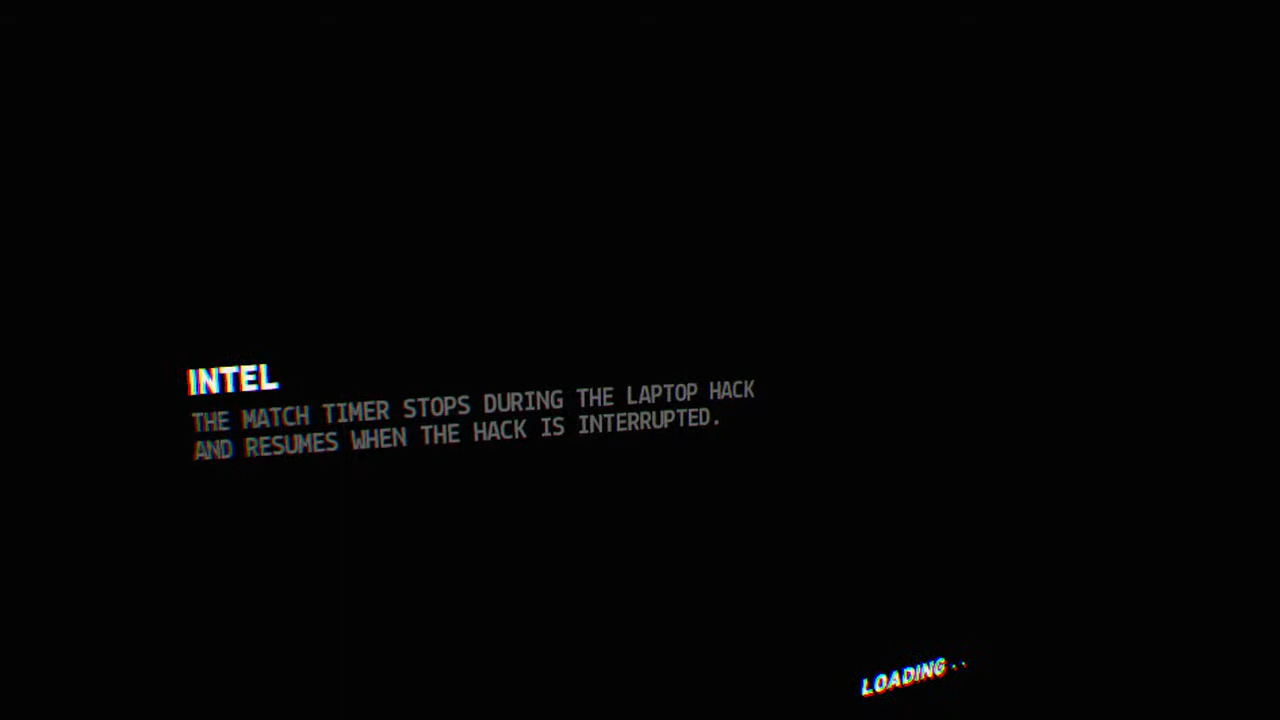 INTEL
THE MATCH TIMER STOPS DURING THE LAPTOP HACK
AND RESUMES WHEN THE HACK IS INTERRUPTED.
LOADING..